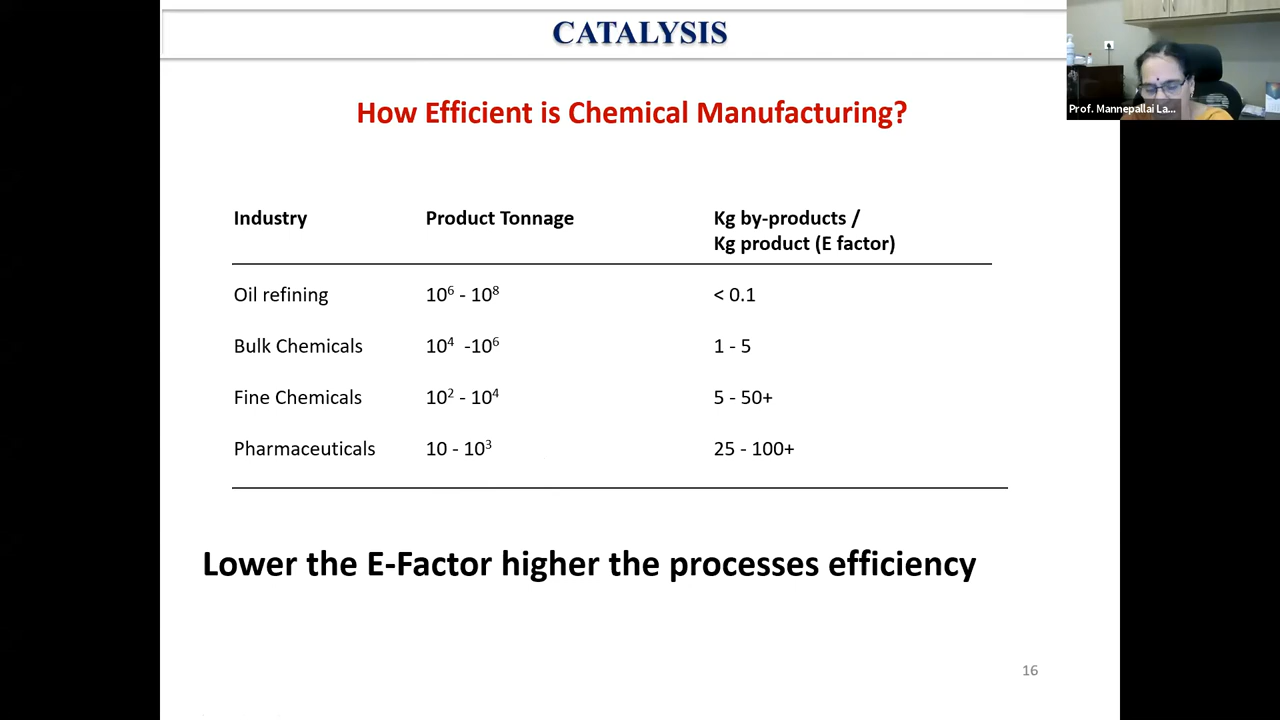 CATALYSIS
Prof. Mannepallai La...
How Efficient is Chemical Manufacturing?
Industry Product Tonnage Kg by-products /
Kg product (E factor)
Oil refining 10⁶ - 10⁸ < 0.1
Bulk Chemicals 10⁴ -10⁶ 1 - 5
Fine Chemicals 10² - 10⁴ 5 - 50+
Pharmaceuticals 10 - 10³ 25 - 100+
Lower the E-Factor higher the processes efficiency
16